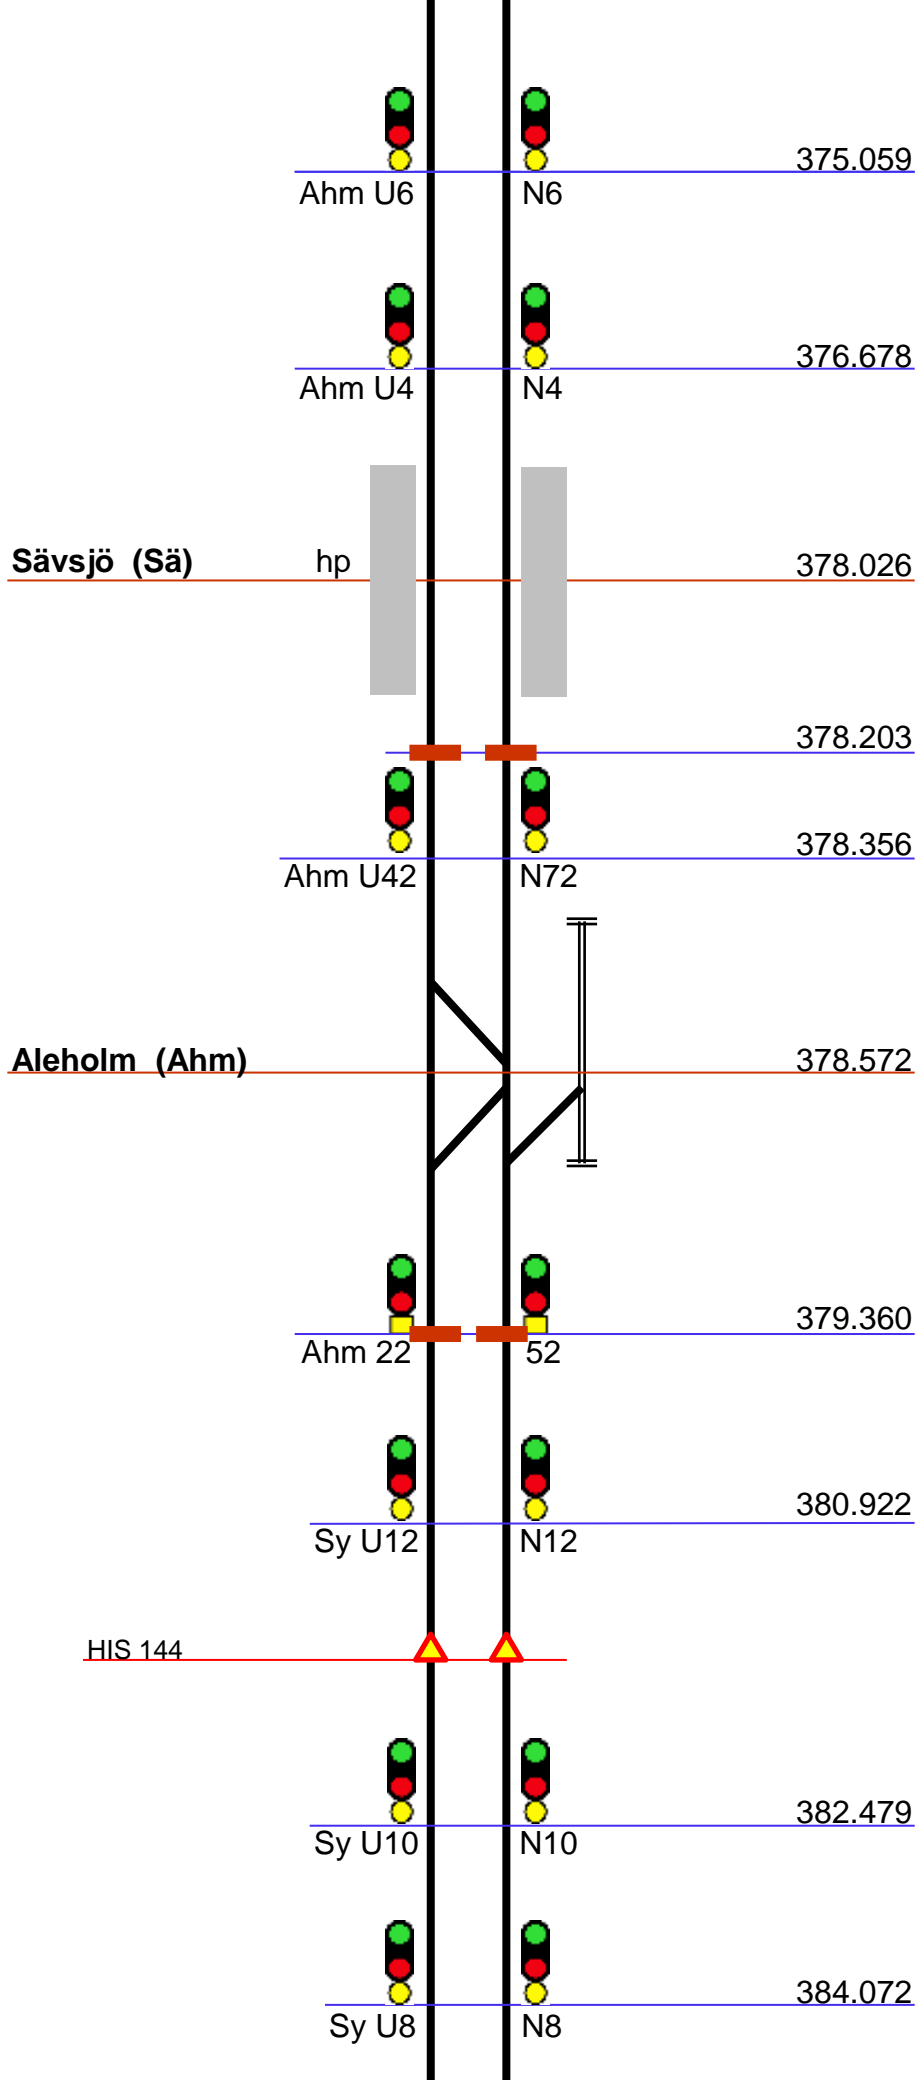 375.059
Ahm U6 N6
376.678
Ahm U4 N4
Sävsjö (Sä) hp 378.026
378.203
378.356
Ahm U42 N72
Aleholm (Ahm) 378.572
379.360
Ahm 22 52
380.922
Sy U12 N12
HIS 144
382.479
Sy U10 N10
384.072
Sy U8 N8